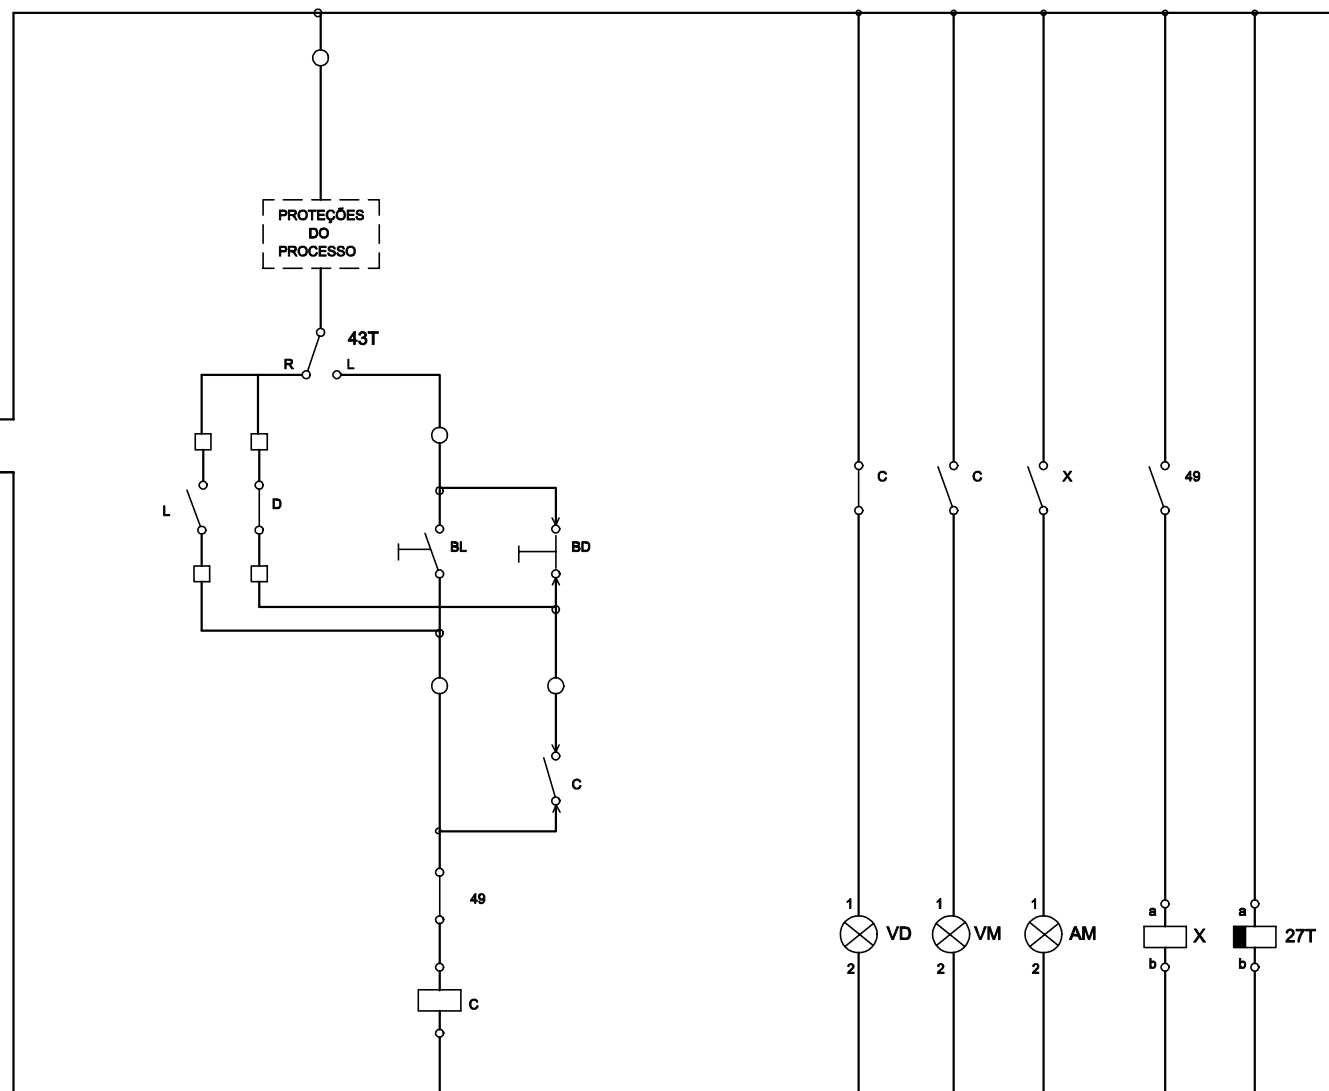 PROTEÇÕES
DO
PROCESSO
43T
R L
L D BL BD
C C X 49
C
49
1 1 1 a a
VD VM AM X 27T
2 2 2 b b
C